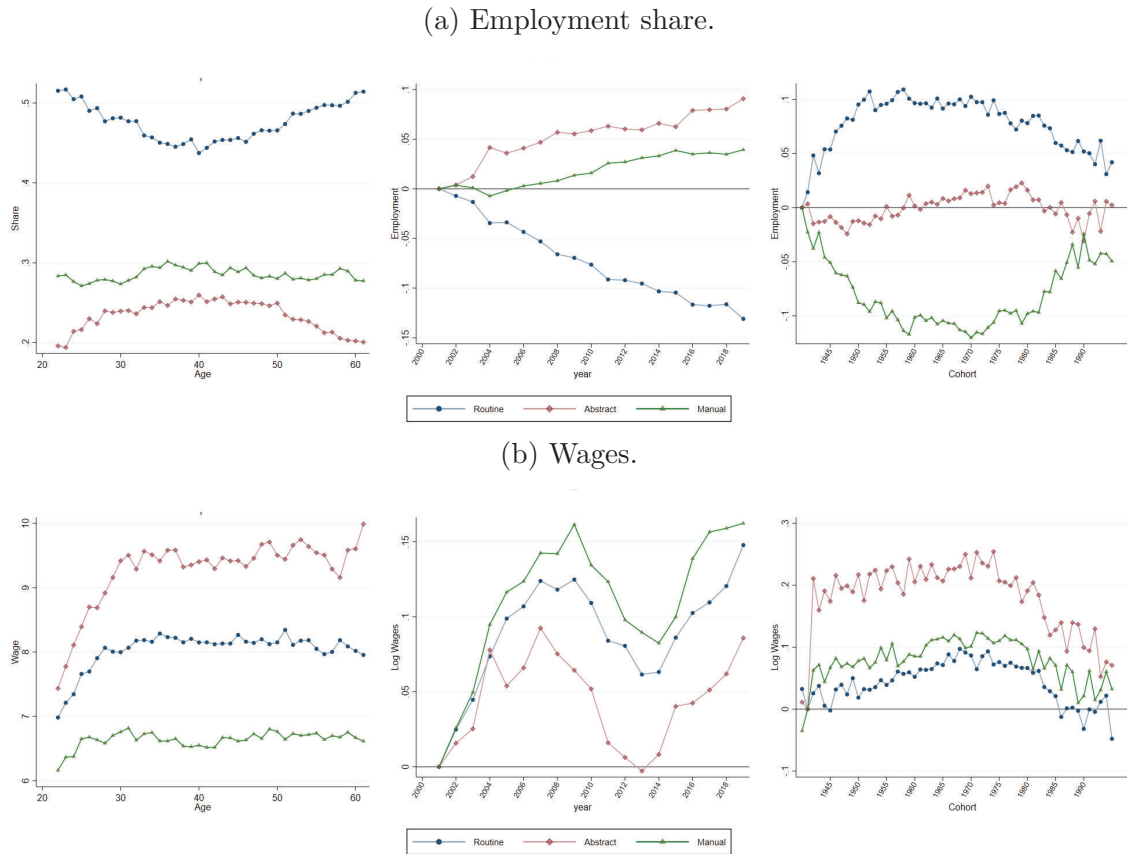 (a) Employment share.
Share
.2 .3 .4 .5
20 30 40 50 60
Age
Employment
-.15 -.1 -.05 0 .05 .1
2000 2002 2004 2006 2008 2010 2012 2014 2016 2018
year
Employment
-.1 -.05 0 .05 .1
1945 1950 1955 1960 1965 1970 1975 1980 1985 1990
Cohort
Routine Abstract Manual
(b) Wages.
Wage
6 7 8 9 10
20 30 40 50 60
Age
Log Wages
0 .05 .1 .15
2000 2002 2004 2006 2008 2010 2012 2014 2016 2018
year
Log Wages
-.1 0 .1 .2 .3
1945 1950 1955 1960 1965 1970 1975 1980 1985 1990
Cohort
Routine Abstract Manual